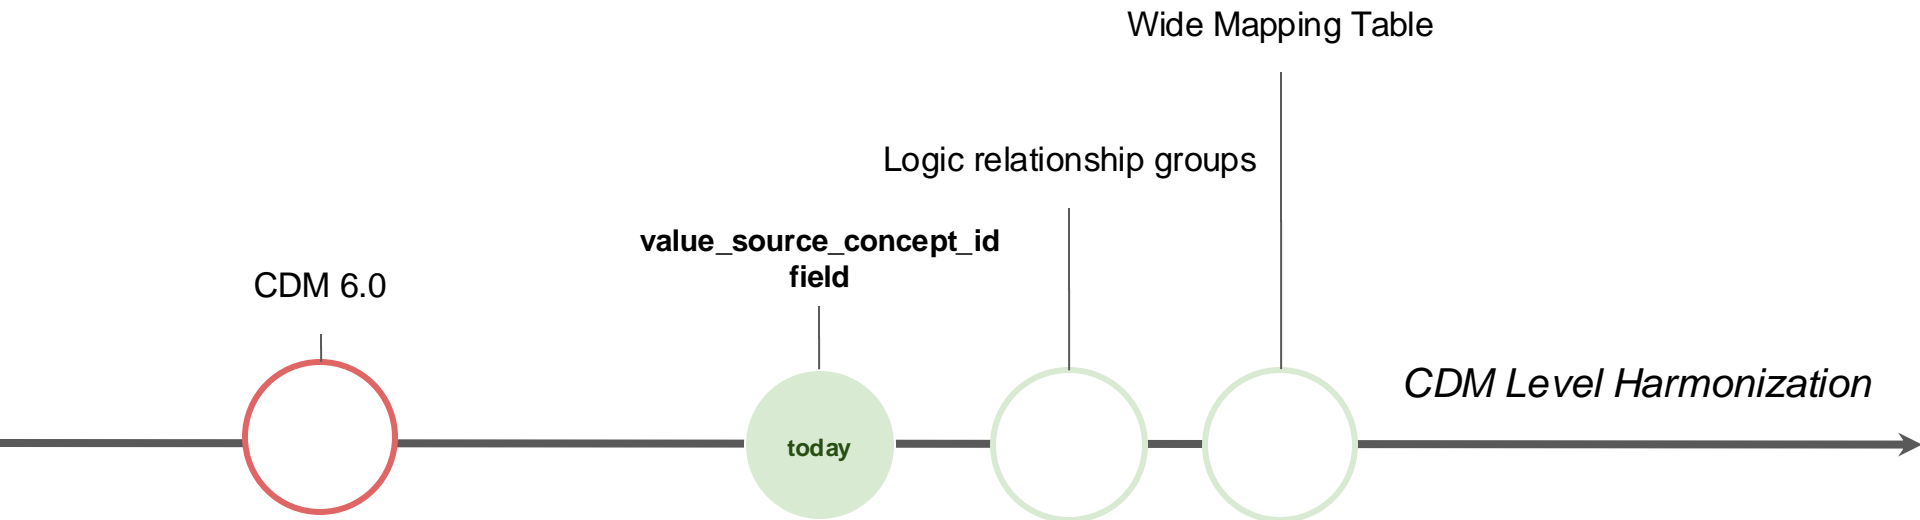 Wide Mapping Table
Logic relationship groups
value_source_concept_id
field
CDM 6.0
CDM Level Harmonization
today